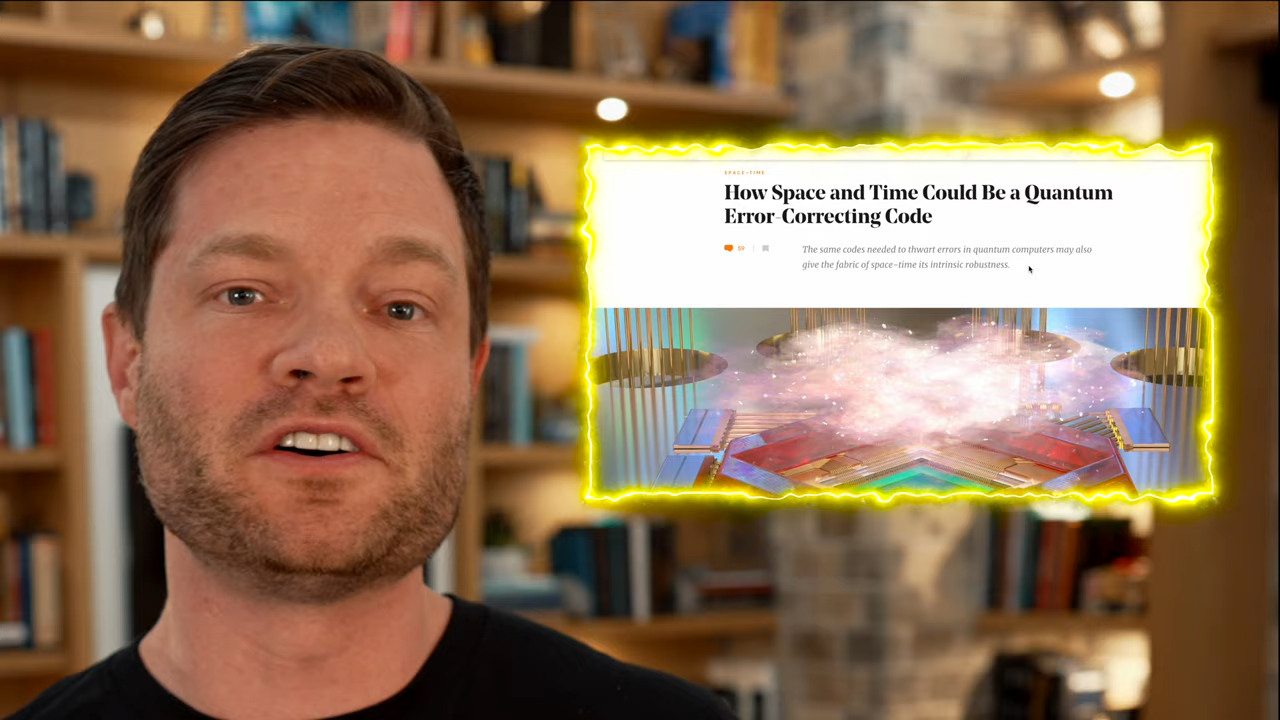 SPACE-TIME
How Space and Time Could Be a Quantum
Error-Correcting Code
59
The same codes needed to thwart errors in quantum computers may also
give the fabric of space-time its intrinsic robustness.